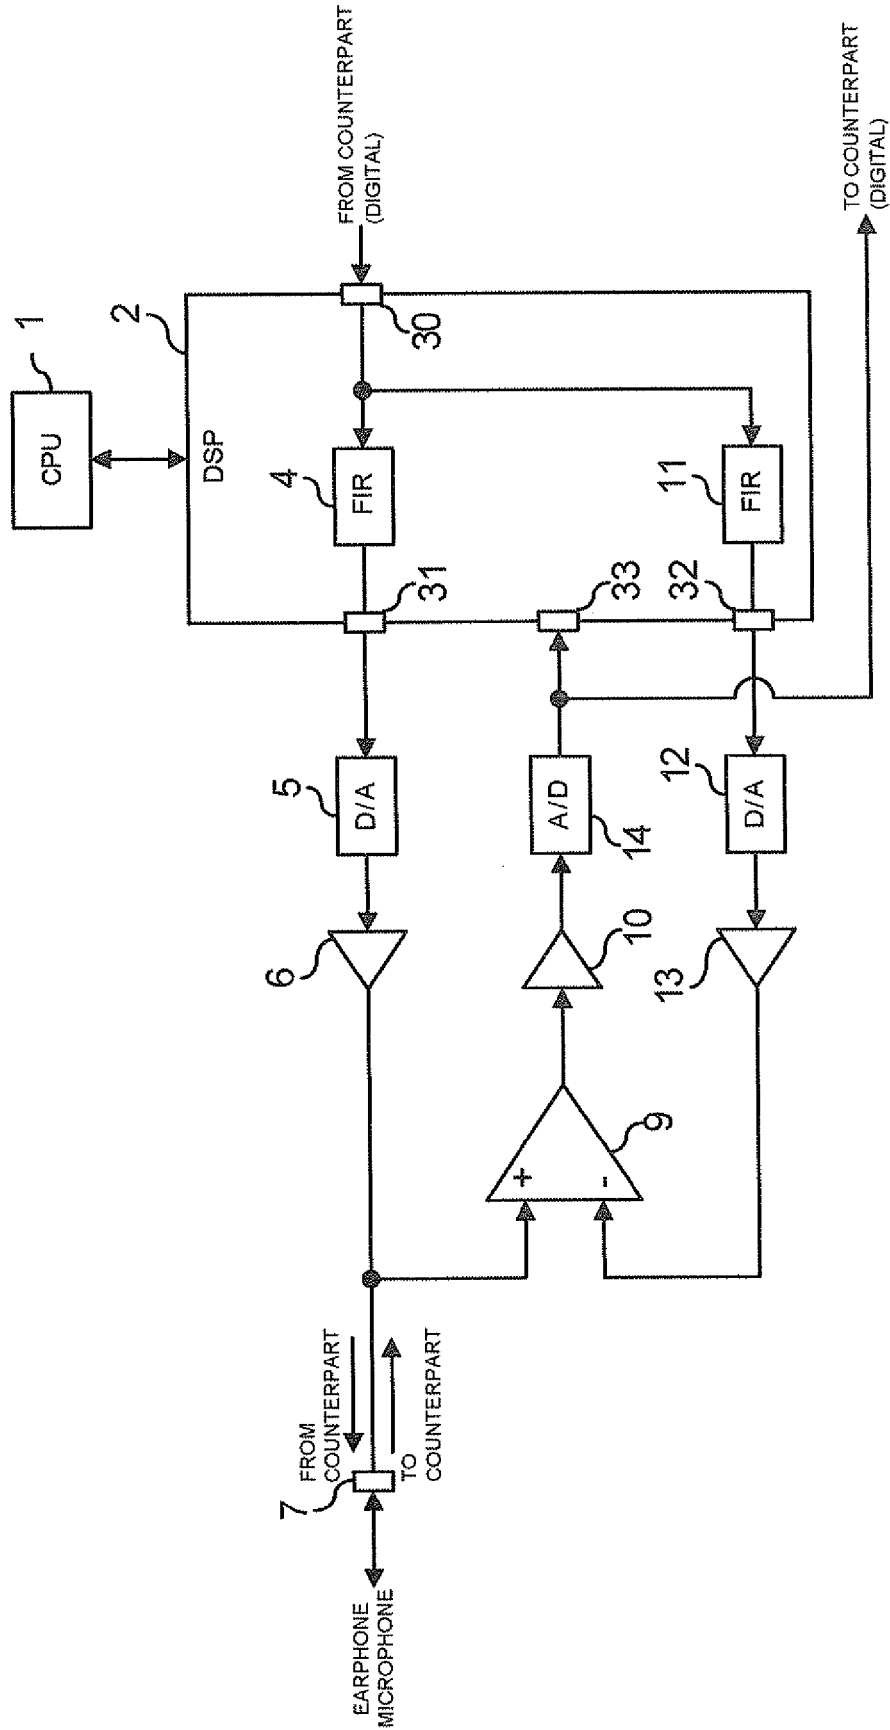 1
CPU
2
DSP
FROM COUNTERPART
(DIGITAL)
30
4
FIR
31
11
FIR
32
33
TO COUNTERPART
(DIGITAL)
5
D/A
6
A/D
14
10
12
D/A
13
9
+
-
FROM
COUNTERPART
TO
COUNTERPART
7
EARPHONE
MICROPHONE